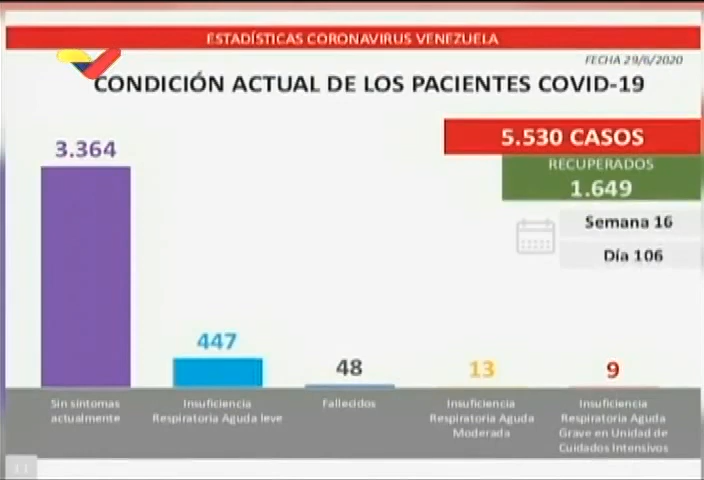 ESTADÍSTICAS CORONAVIRUS VENEZUELA
FECHA 29/6/2020
CONDICIÓN ACTUAL DE LOS PACIENTES COVID-19
5.530 CASOS
RECUPERADOS
1.649
Semana 16
Día 106
3.364
447
48
13
9
Sin síntomas
actualmente
Insuficiencia
Respiratoria Aguda leve
Fallecidos
Insuficiencia
Respiratoria Aguda
Moderada
Insuficiencia
Respiratoria Aguda
Grave en Unidad de
Cuidados Intensivos
11